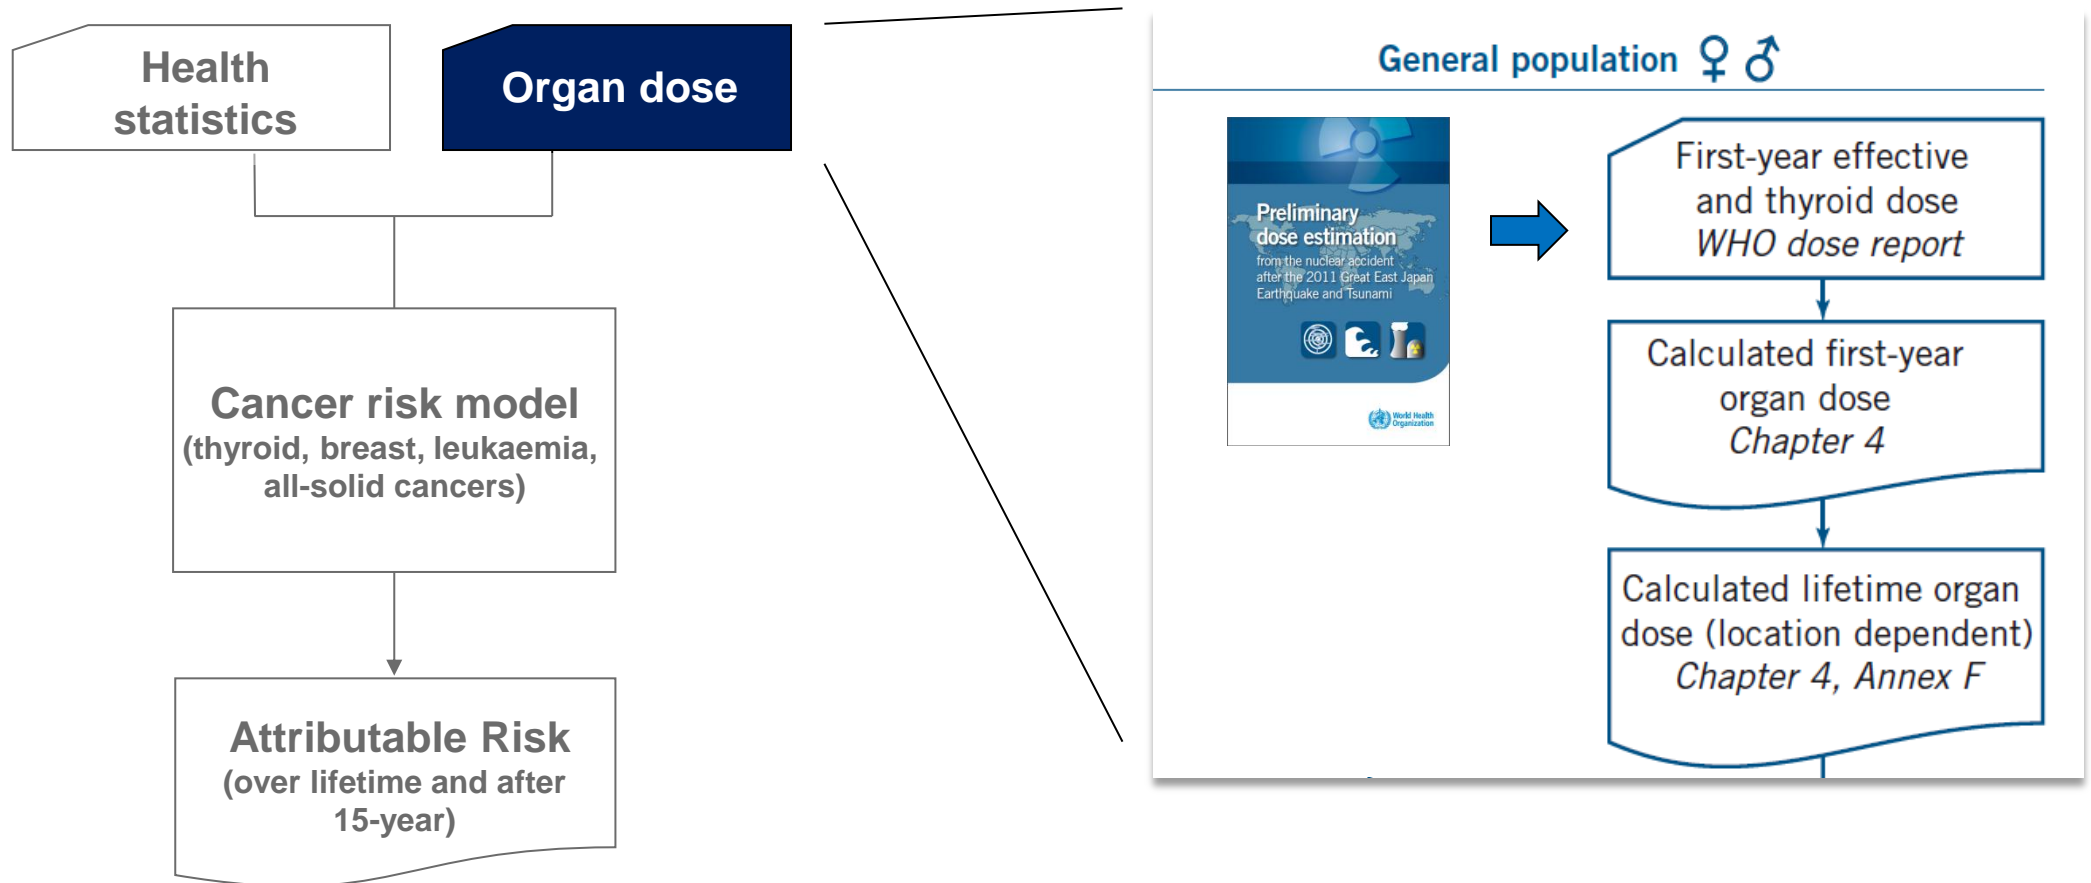 Health
statistics
Organ dose
Cancer risk model
(thyroid, breast, leukaemia,
all-solid cancers)
Attributable Risk
(over lifetime and after
15-year)
General population ♀ ♂
Preliminary
dose estimation
from the nuclear accident
after the 2011 Great East Japan
Earthquake and Tsunami
World Health
Organization
First-year effective
and thyroid dose
WHO dose report
Calculated first-year
organ dose
Chapter 4
Calculated lifetime organ
dose (location dependent)
Chapter 4, Annex F